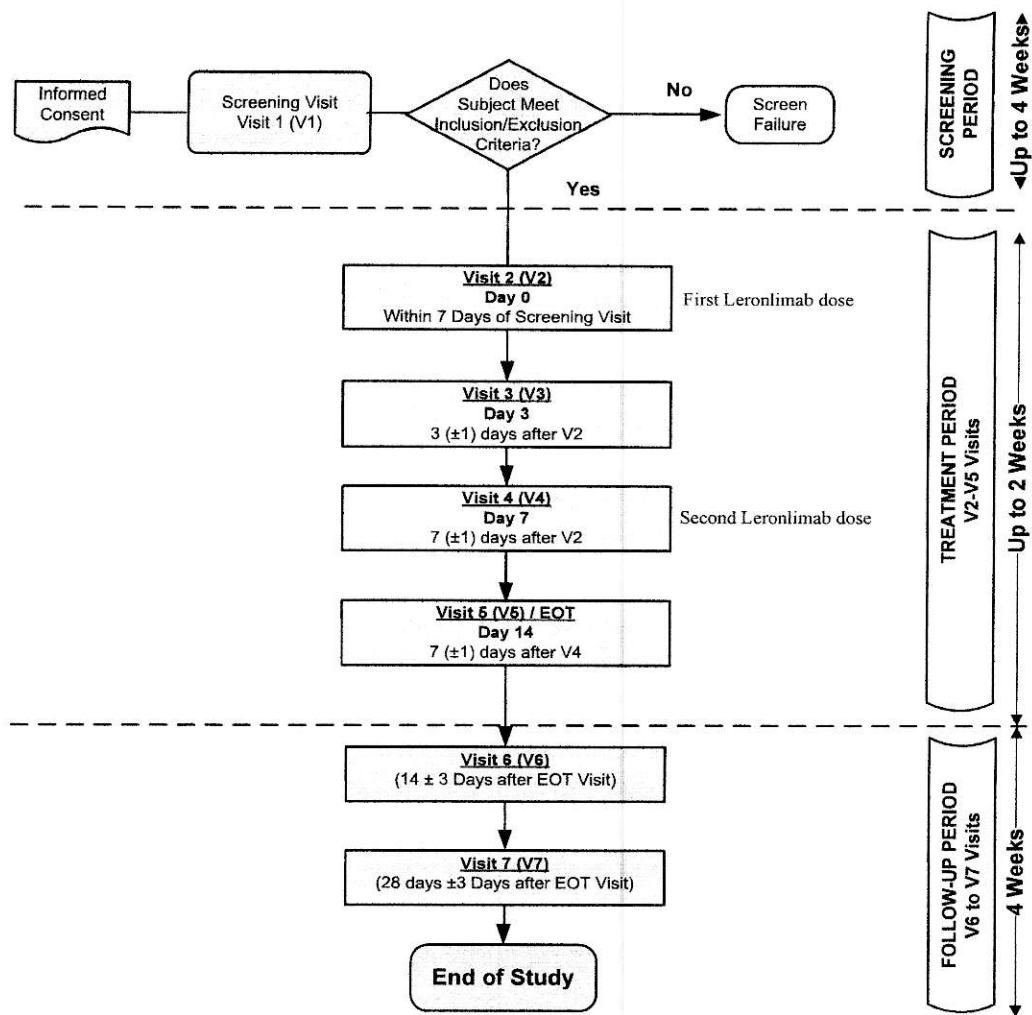 Informed
Consent
Screening Visit
Visit 1 (V1)
Does
Subject Meet
Inclusion/Exclusion
Criteria?
No
Screen
Failure
Yes
SCREENING
PERIOD
Up to 4 Weeks
Visit 2 (V2)
Day 0
Within 7 Days of Screening Visit
First Leronlimab dose
Visit 3 (V3)
Day 3
3 (±1) days after V2
Visit 4 (V4)
Day 7
7 (±1) days after V2
Second Leronlimab dose
Visit 5 (V5) / EOT
Day 14
7 (±1) days after V4
TREATMENT PERIOD
V2-V5 Visits
Up to 2 Weeks
Visit 6 (V6)
(14 ± 3 Days after EOT Visit)
Visit 7 (V7)
(28 days ±3 Days after EOT Visit)
End of Study
FOLLOW-UP PERIOD
V6 to V7 Visits
4 Weeks